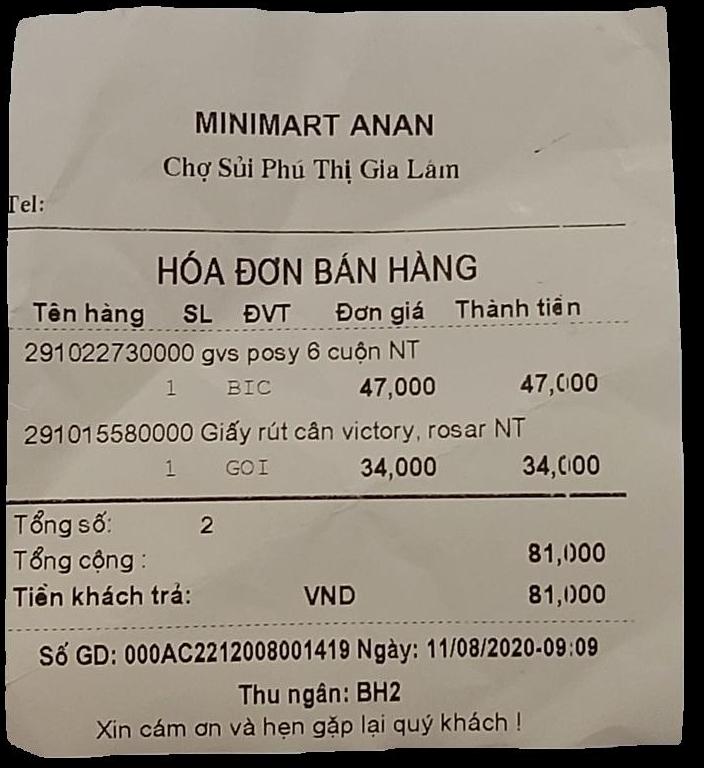 MINIMART ANAN
Chợ Sủi Phú Thị Gia Lâm
Tel:
HÓA ĐƠN BÁN HÀNG
Tên hàng SL ĐVT Đơn giá Thành tiền
291022730000 gvs posy 6 cuộn NT
1 BIC 47,000 47,000
291015580000 Giấy rút cân victory, rosar NT
1 GOI 34,000 34,000
Tổng số: 2
Tổng cộng : 81,000
Tiền khách trả: VND 81,000
Số GD: 000AC2212008001419 Ngày: 11/08/2020-09:09
Thu ngân: BH2
Xin cám ơn và hẹn gặp lại quý khách !